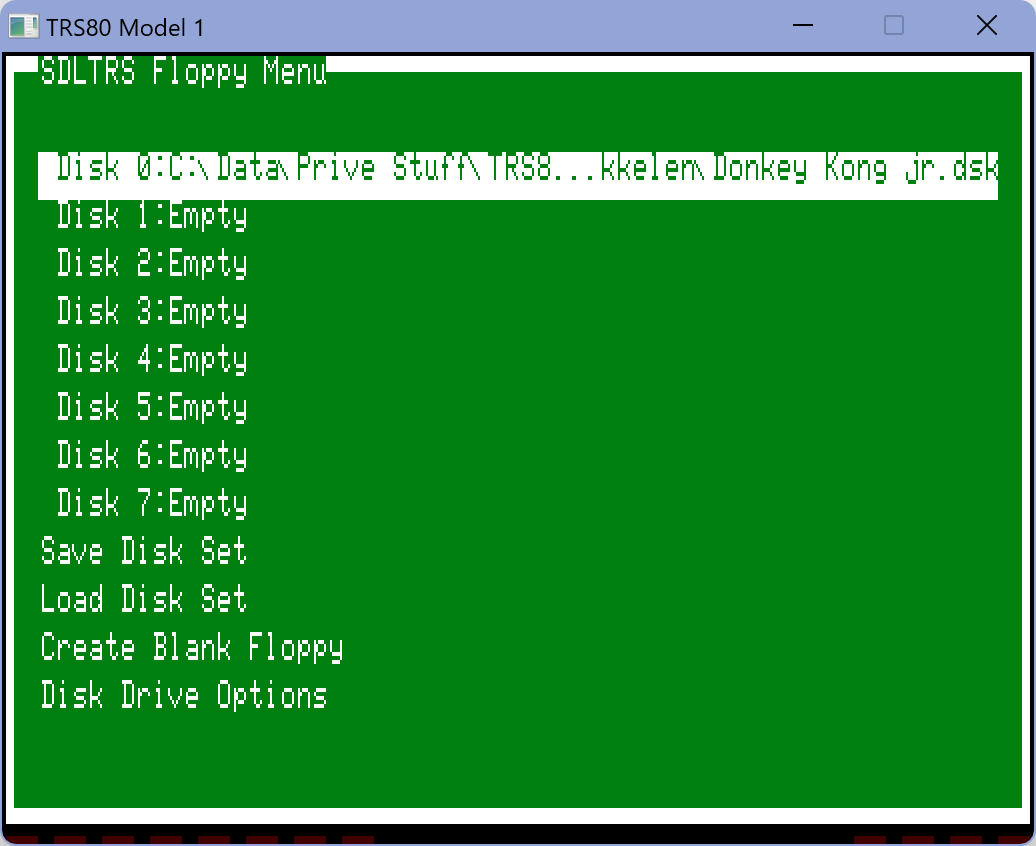 TRS80 Model 1
SDLTRS Floppy Menu
Disk 0:C:\Data\Prive Stuff\TRS8...kkelen\Donkey Kong jr.dsk
Disk 1:Empty
Disk 2:Empty
Disk 3:Empty
Disk 4:Empty
Disk 5:Empty
Disk 6:Empty
Disk 7:Empty
Save Disk Set
Load Disk Set
Create Blank Floppy
Disk Drive Options